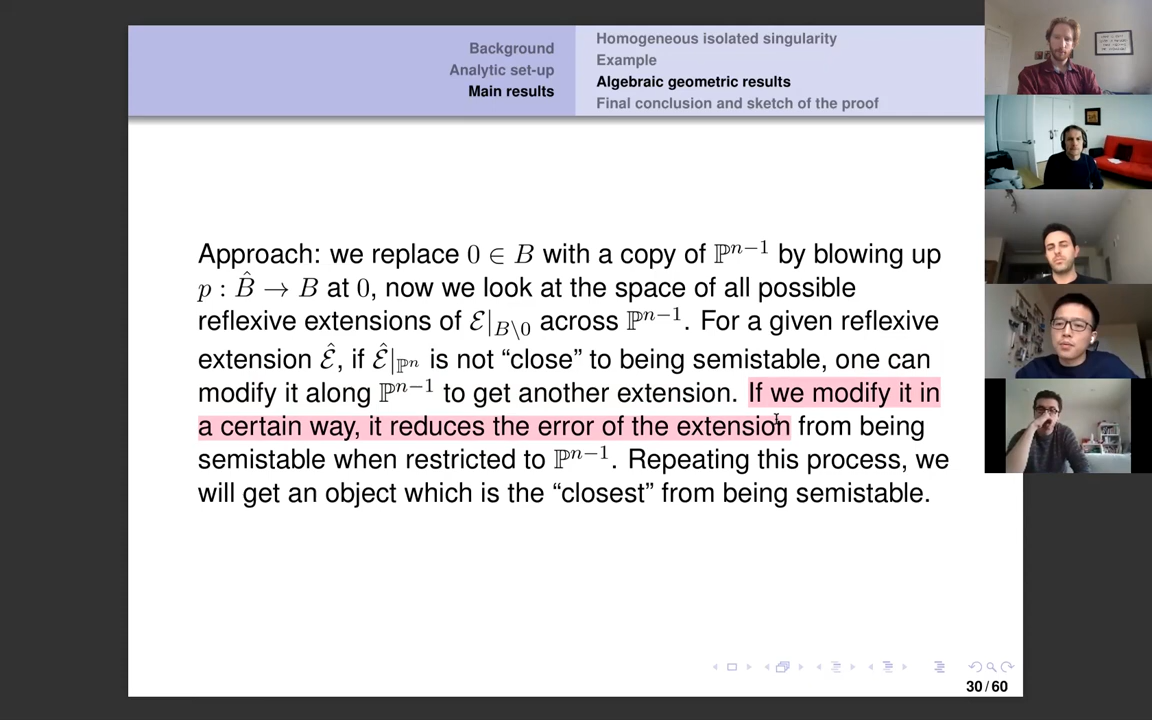 Background
Analytic set-up
Main results
Homogeneous isolated singularity
Example
Algebraic geometric results
Final conclusion and sketch of the proof
Approach: we replace 0 ∈ B with a copy of ℙⁿ⁻¹ by blowing up
p : B̂ → B at 0, now we look at the space of all possible
reflexive extensions of ℰ|_{B\0} across ℙⁿ⁻¹. For a given reflexive
extension ℰ̂, if ℰ̂|_{ℙⁿ} is not “close” to being semistable, one can
modify it along ℙⁿ⁻¹ to get another extension. If we modify it in
a certain way, it reduces the error of the extension from being
semistable when restricted to ℙⁿ⁻¹. Repeating this process, we
will get an object which is the “closest” from being semistable.
30/60